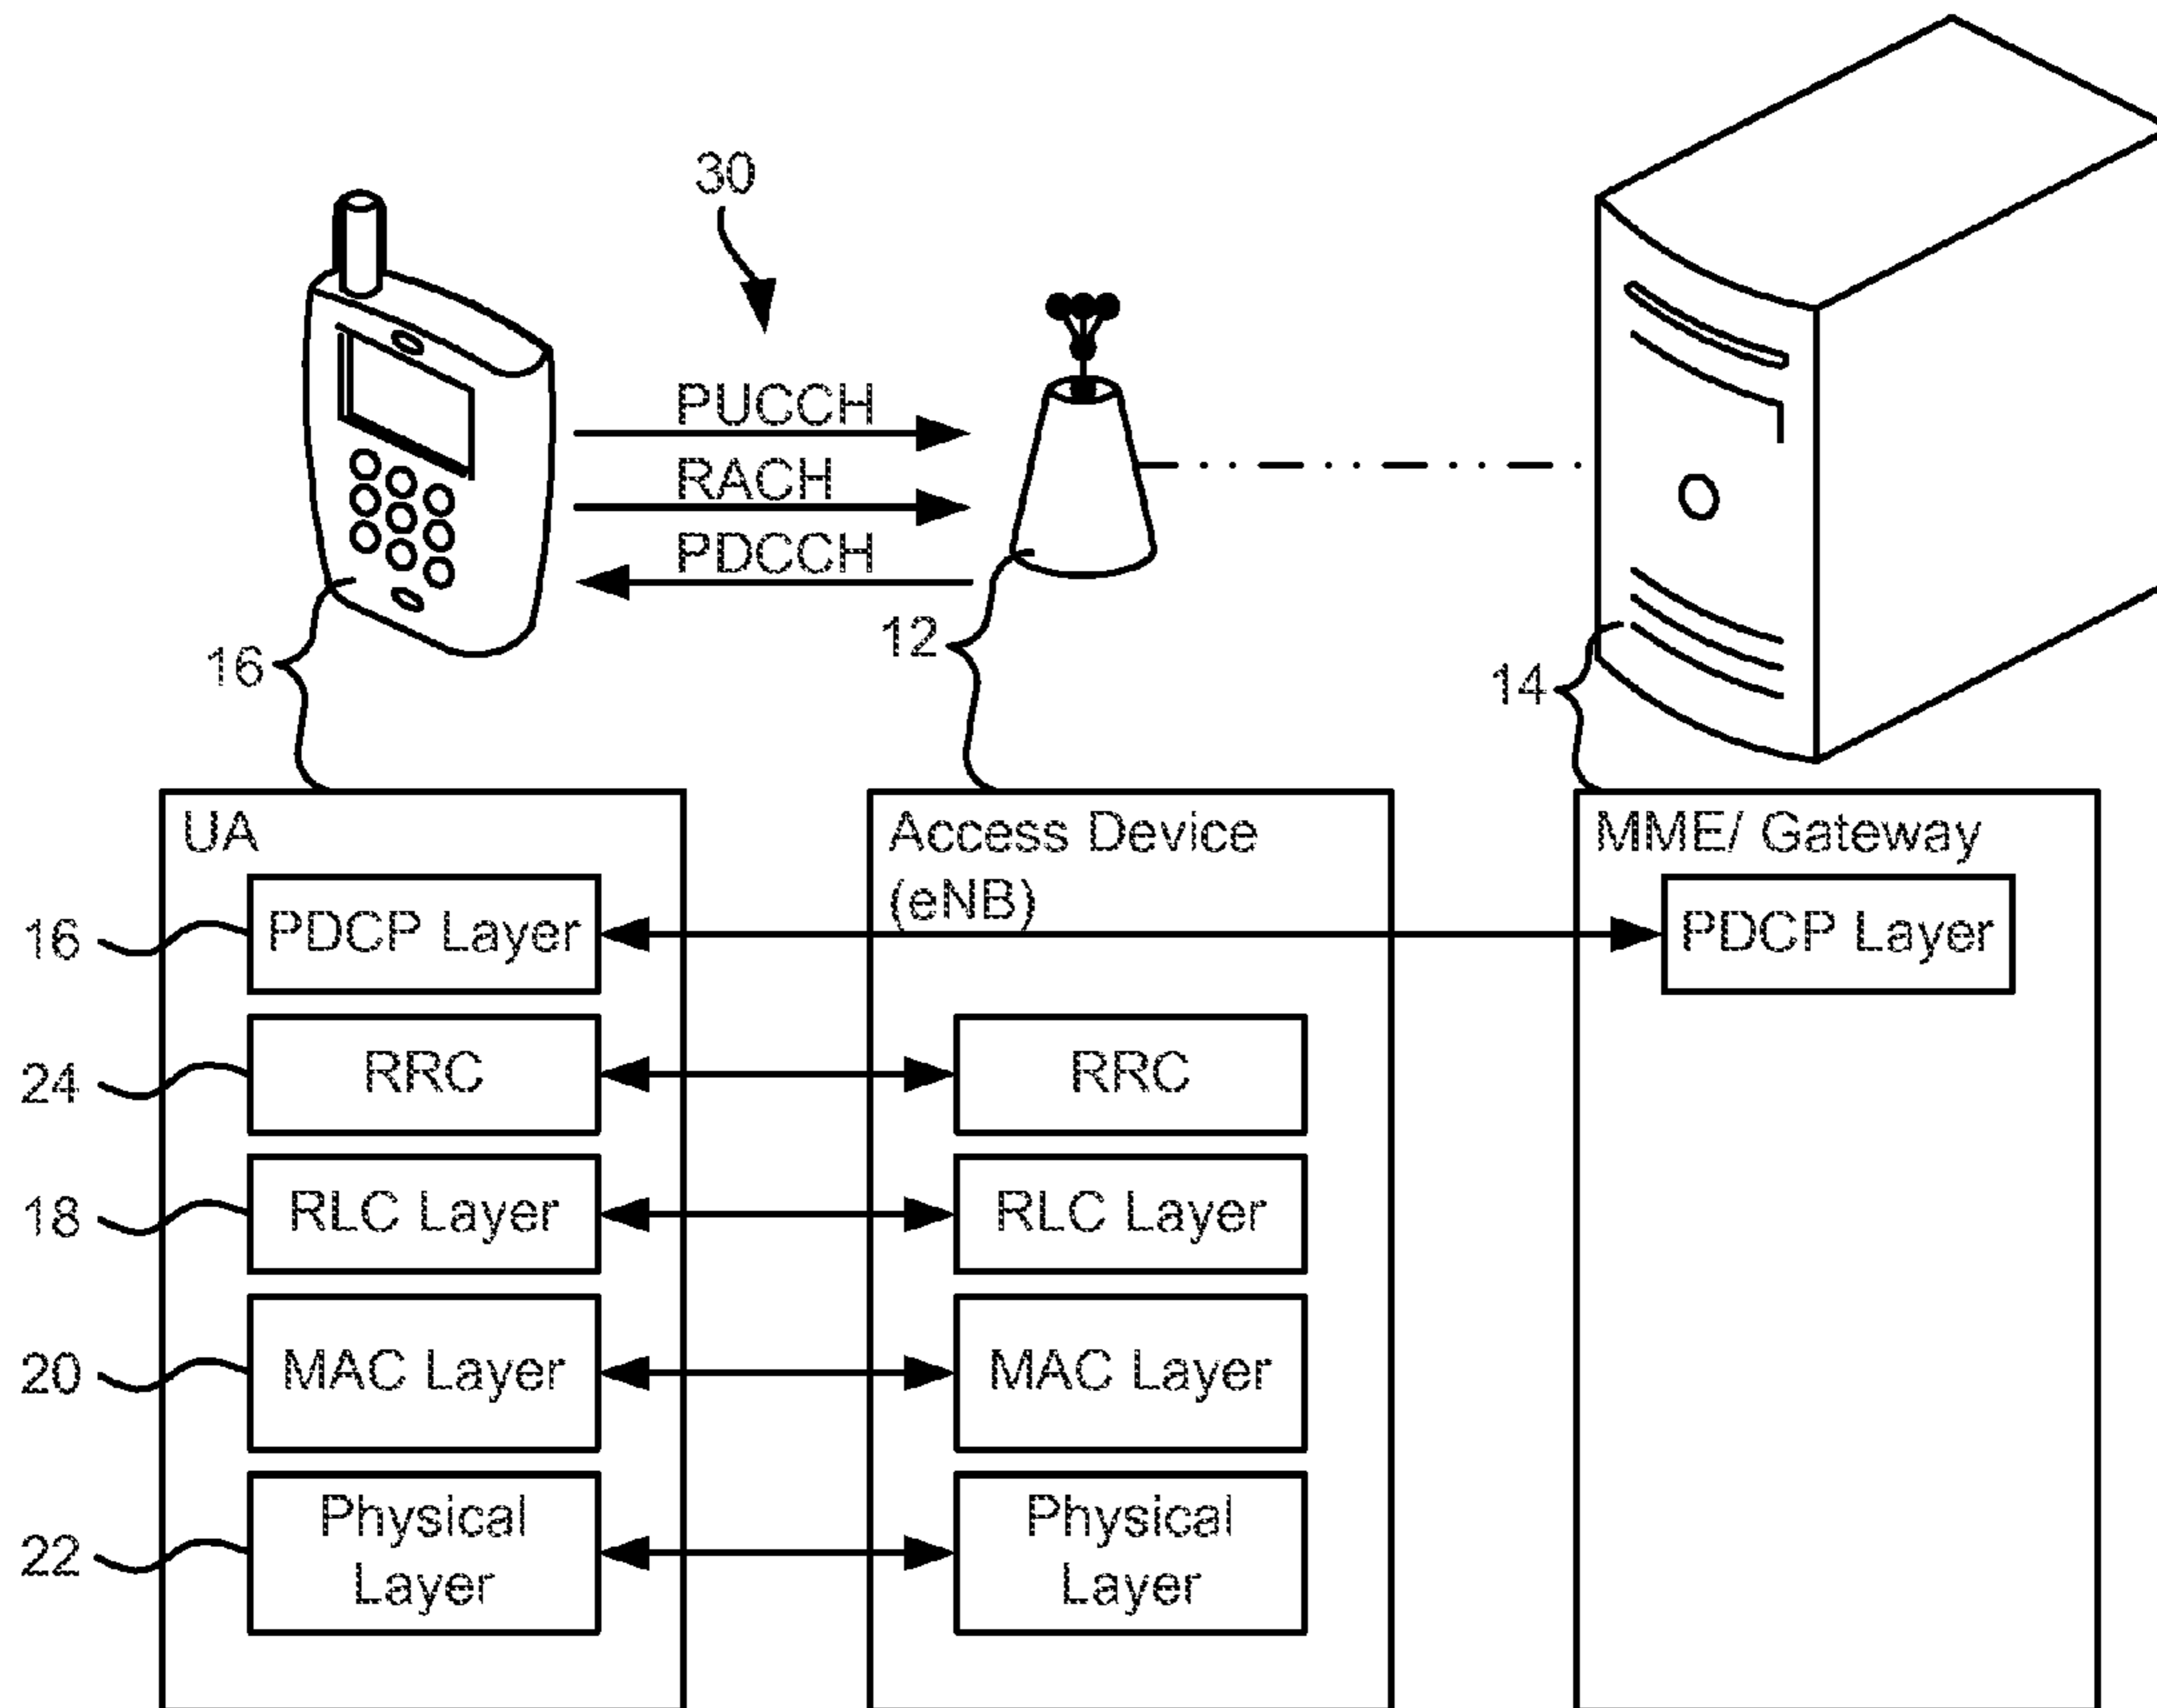 30
PUCCH
RACH
PDCCH
16
12
14
UA
Access Device
(eNB)
MME/ Gateway
16
PDCP Layer
PDCP Layer
24
RRC
RRC
18
RLC Layer
RLC Layer
20
MAC Layer
MAC Layer
22
Physical
Layer
Physical
Layer